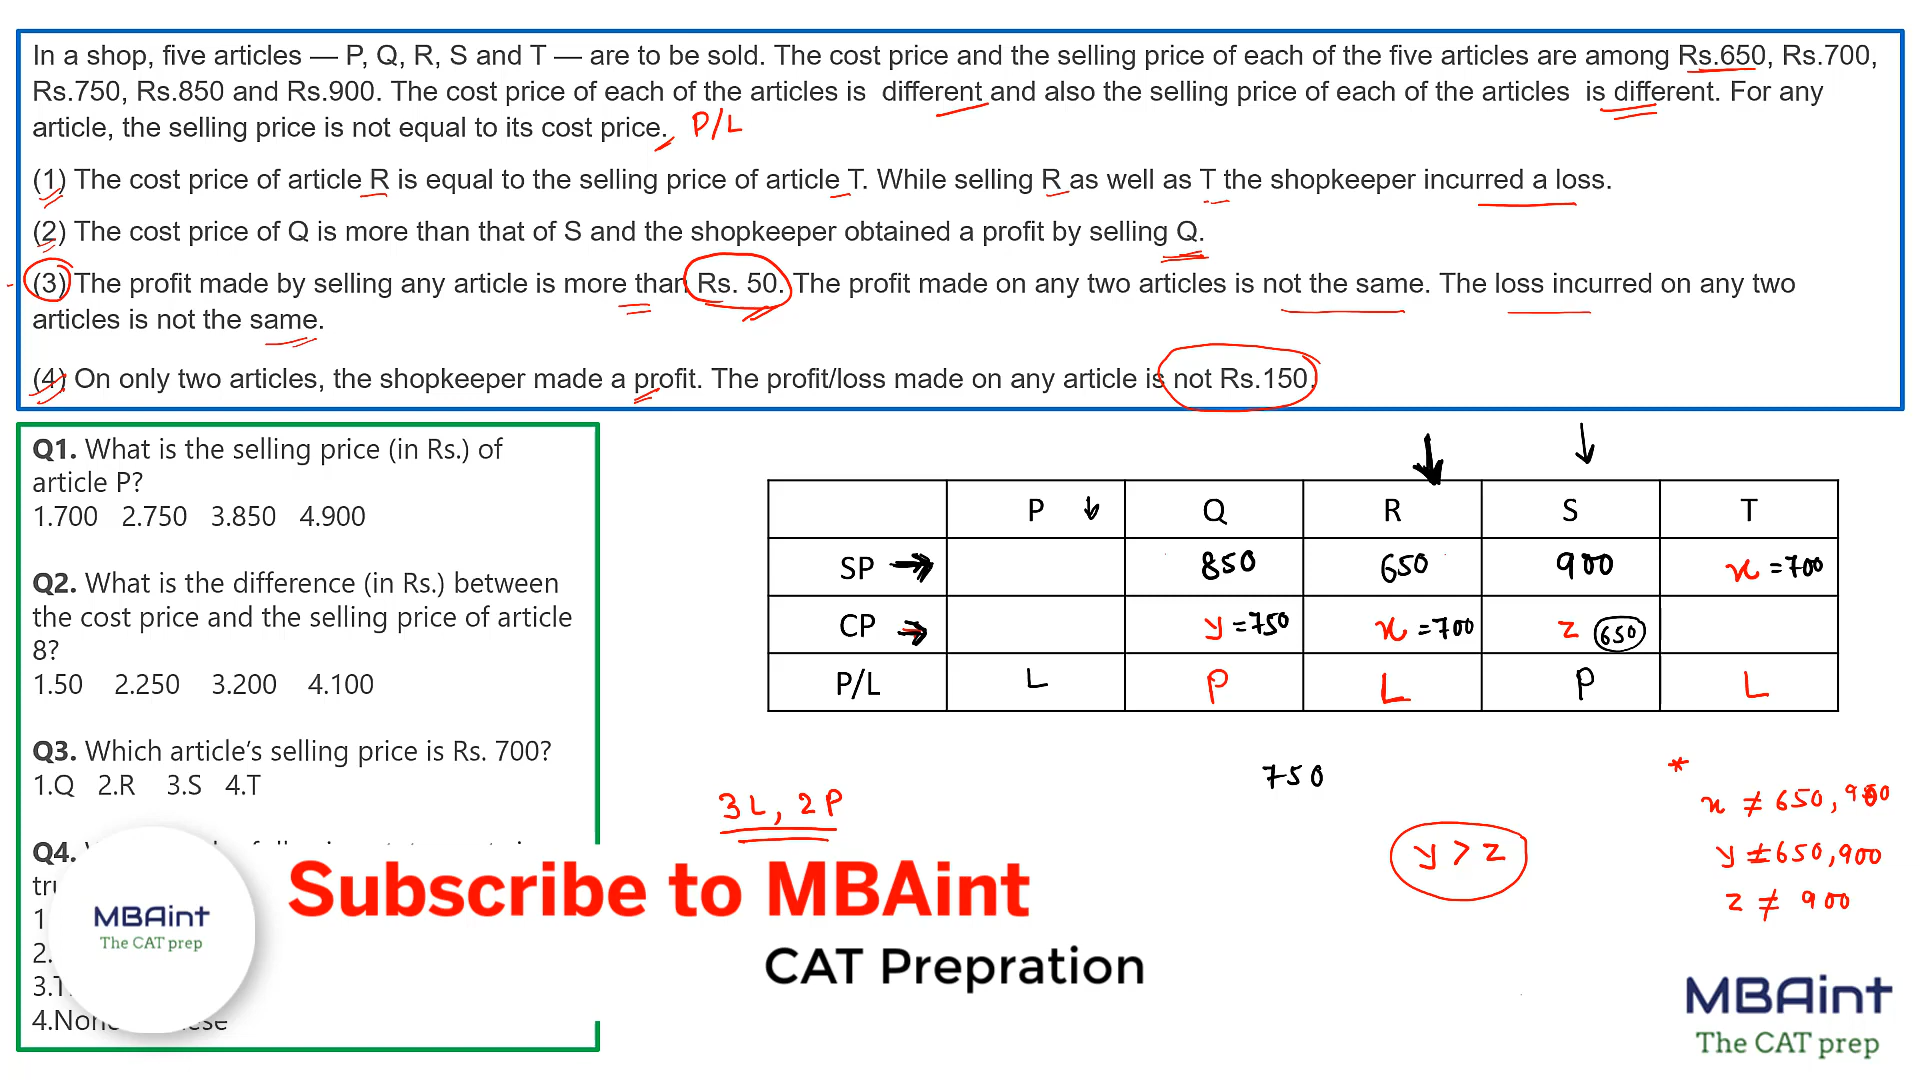 In a shop, five articles — P, Q, R, S and T — are to be sold. The cost price and the selling price of each of the five articles are among Rs.650, Rs.700,
Rs.750, Rs.850 and Rs.900. The cost price of each of the articles is different and also the selling price of each of the articles is different. For any
article, the selling price is not equal to its cost price. P/L
(1) The cost price of article R is equal to the selling price of article T. While selling R as well as T the shopkeeper incurred a loss.
(2) The cost price of Q is more than that of S and the shopkeeper obtained a profit by selling Q.
(3) The profit made by selling any article is more than Rs. 50. The profit made on any two articles is not the same. The loss incurred on any two
articles is not the same.
(4) On only two articles, the shopkeeper made a profit. The profit/loss made on any article is not Rs.150.
Q1. What is the selling price (in Rs.) of
article P?
1.700 2.750 3.850 4.900
Q2. What is the difference (in Rs.) between
the cost price and the selling price of article
8?
1.50 2.250 3.200 4.100
Q3. Which article's selling price is Rs. 700?
1.Q 2.R 3.S 4.T
Q4.
1
2.
3.T
P Q R S T
SP 850 650 900 x = 700
CP y = 750 x = 700 z 650
P/L L P L P L
750
3L, 2P
y > z
*
x ≠ 650, 900
y ≠ 650, 900
z ≠ 900
MBAint
The CAT prep
Subscribe to MBAint
CAT Prepration
MBAint
The CAT prep